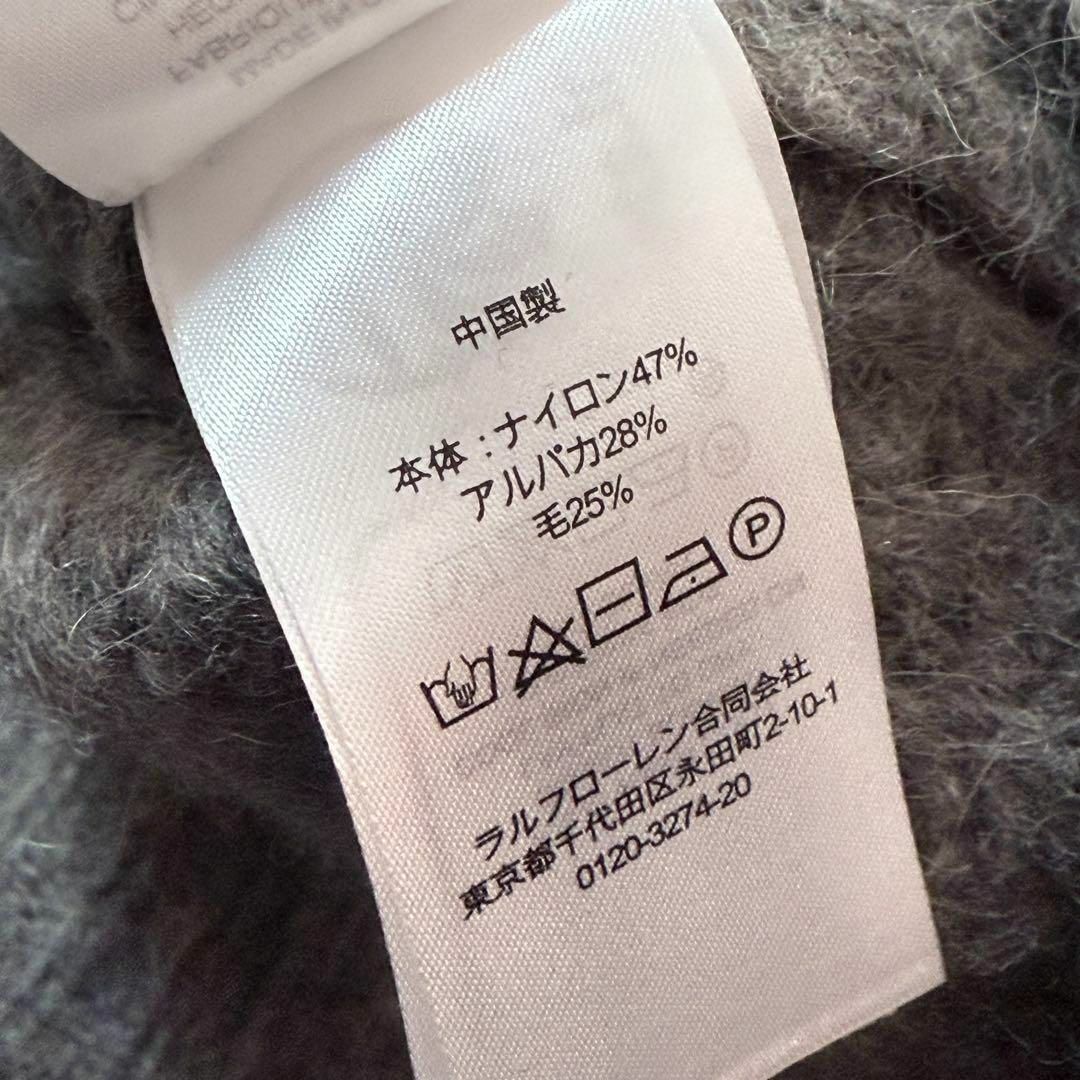 中国製
本体：ナイロン47%
アルパカ28%
毛25%
P
ラルフローレン合同会社
東京都千代田区永田町2-10-1
0120-3274-20